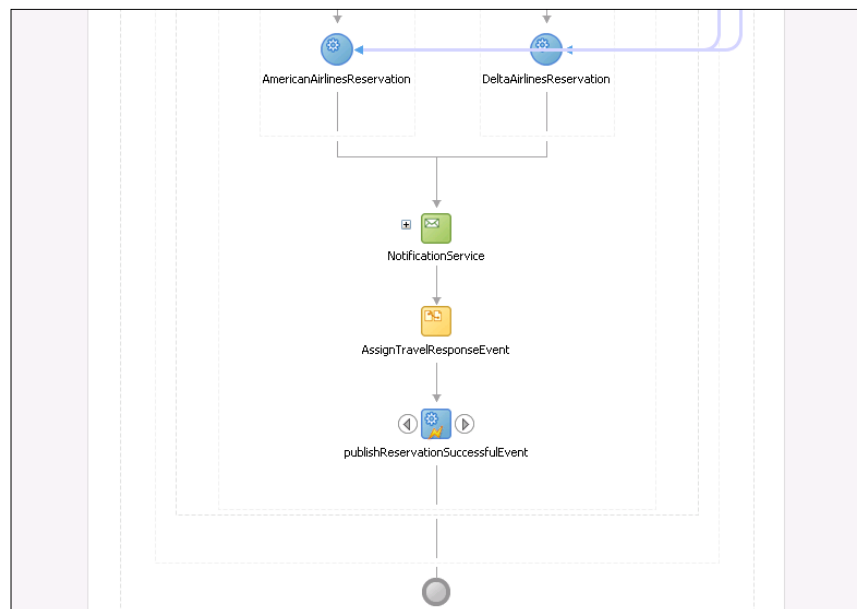 AmericanAirlinesReservation
DeltaAirlinesReservation
NotificationService
AssignTravelResponseEvent
publishReservationSuccessfulEvent